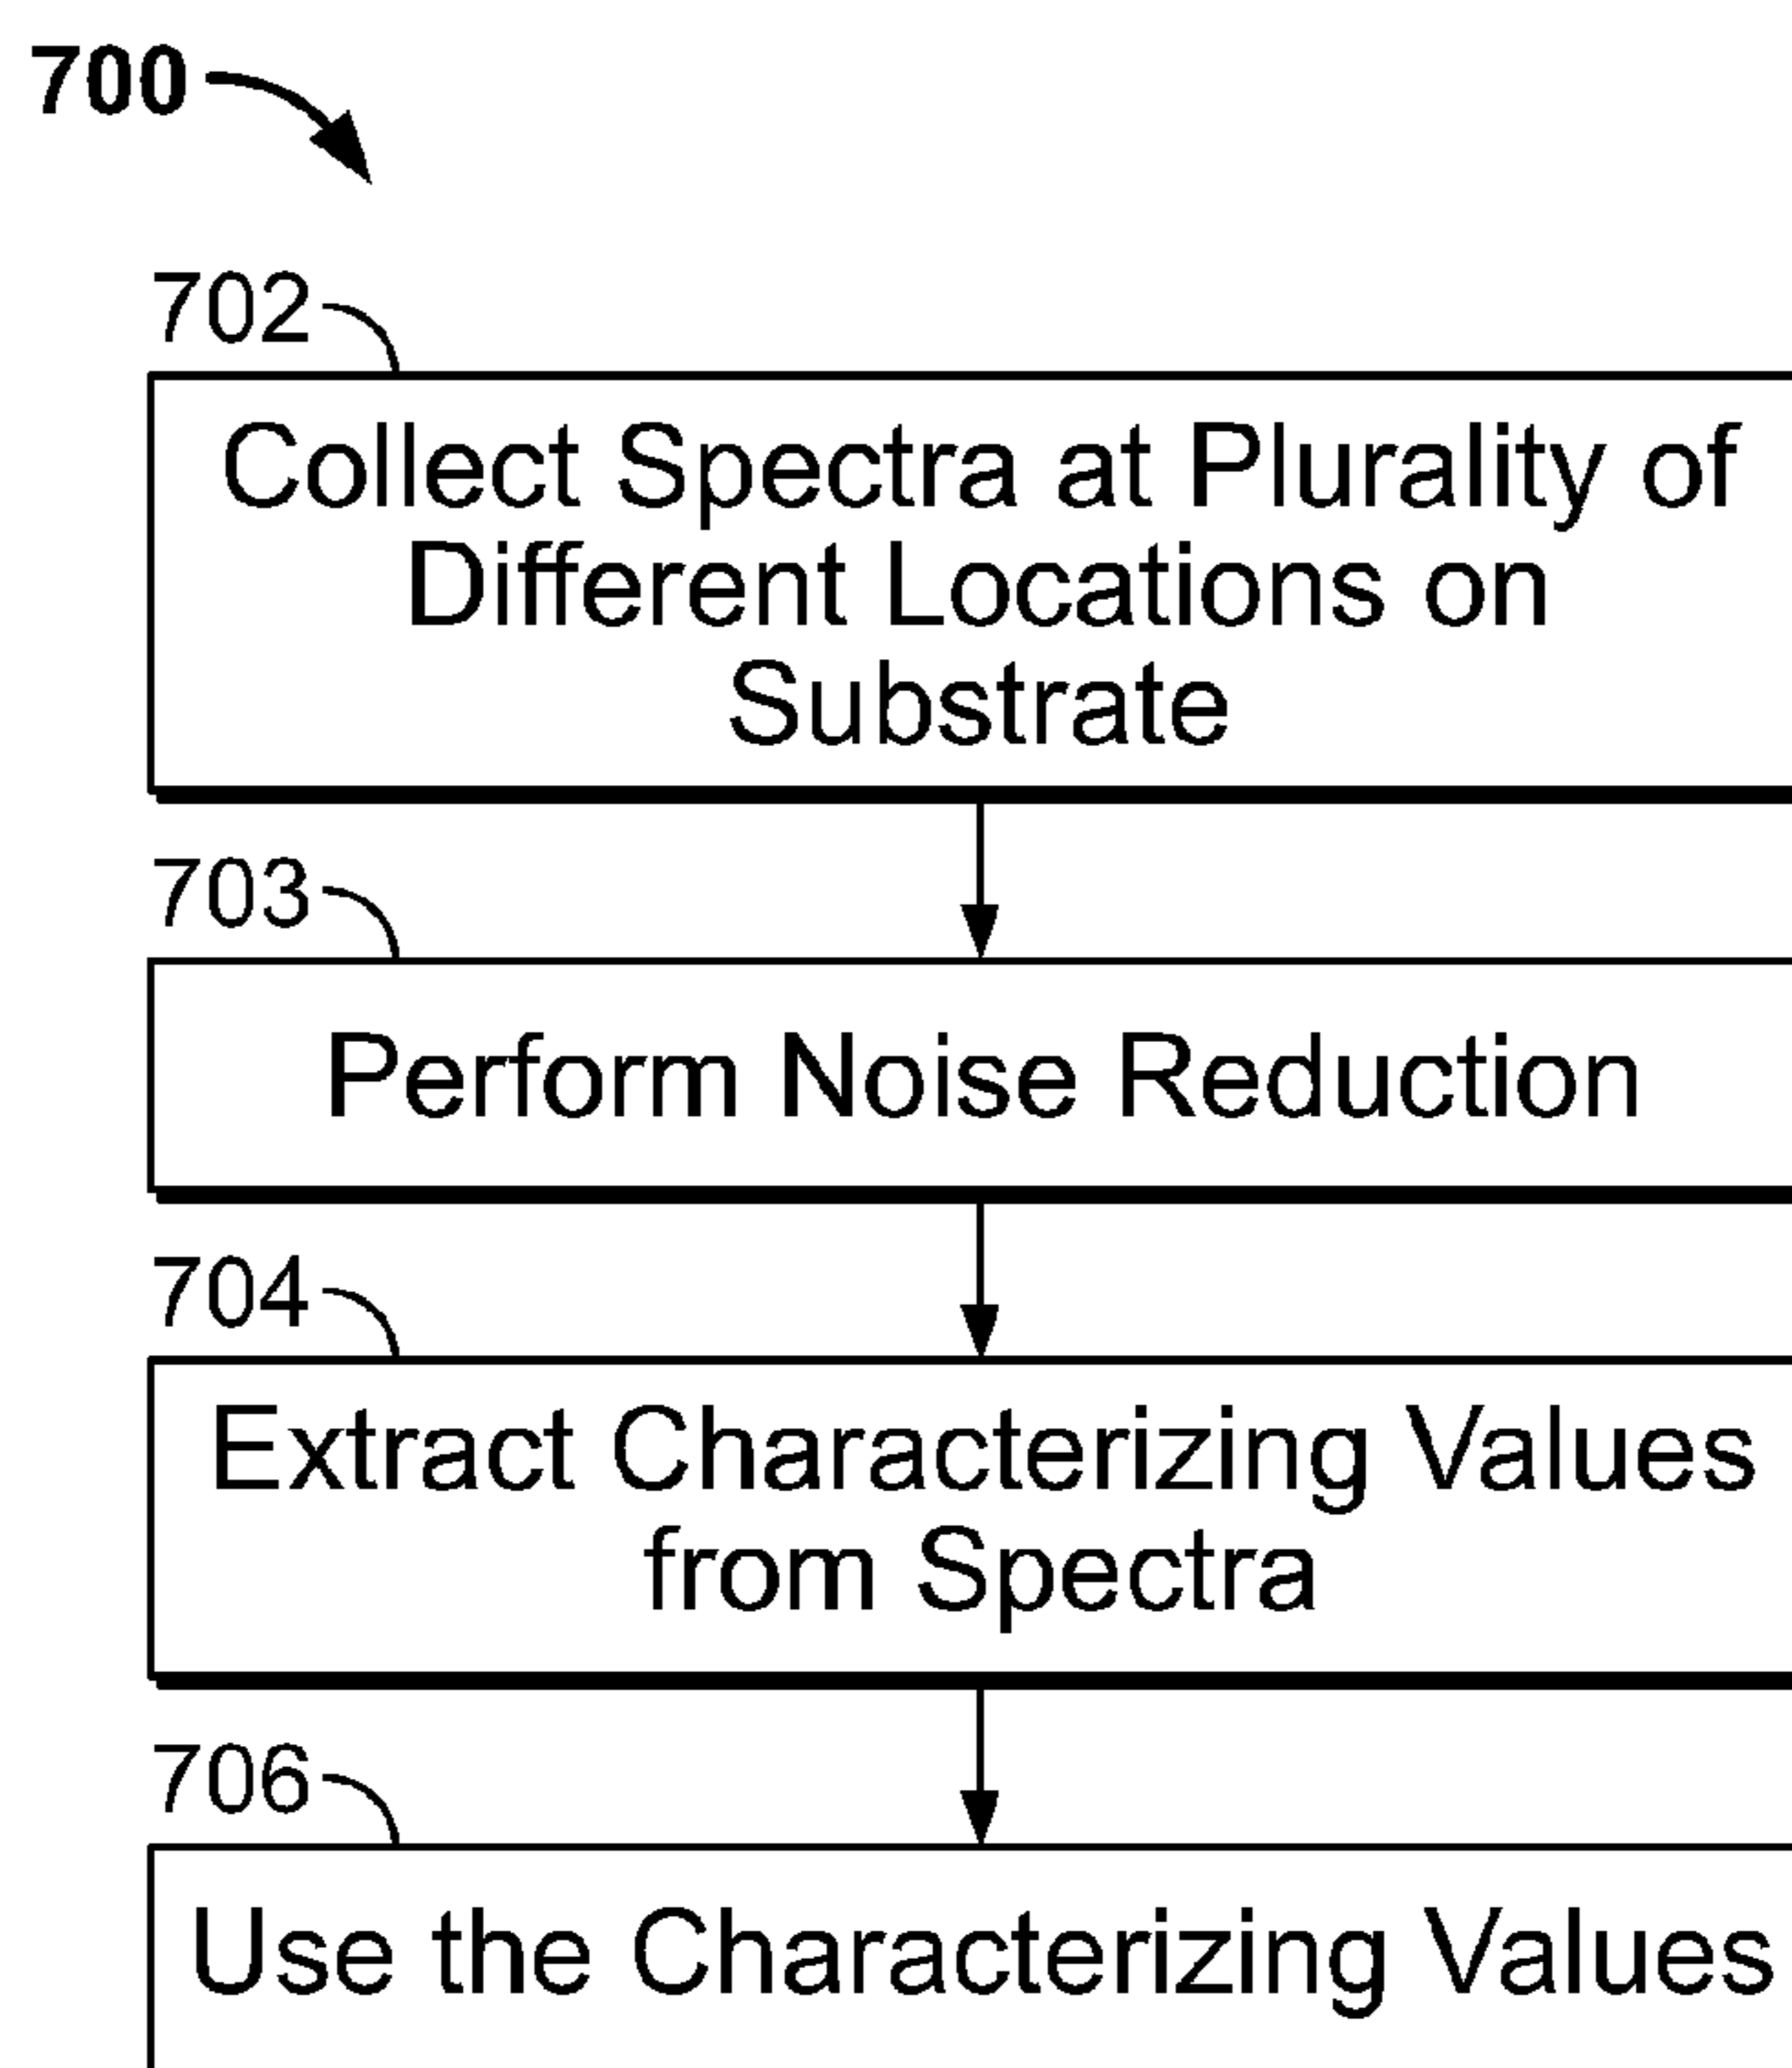 700
702
Collect Spectra at Plurality of
Different Locations on
Substrate
703
Perform Noise Reduction
704
Extract Characterizing Values
from Spectra
706
Use the Characterizing Values